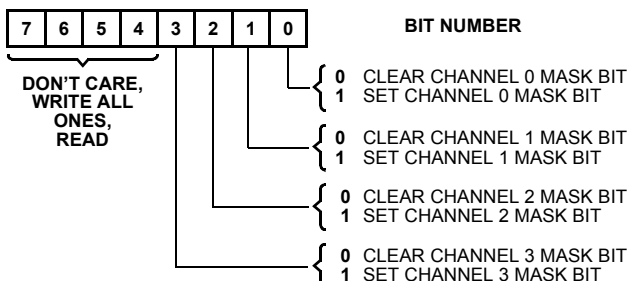 7 6 5 4 3 2 1 0 BIT NUMBER
DON'T CARE,
WRITE ALL
ONES,
READ
0 CLEAR CHANNEL 0 MASK BIT
1 SET CHANNEL 0 MASK BIT
0 CLEAR CHANNEL 1 MASK BIT
1 SET CHANNEL 1 MASK BIT
0 CLEAR CHANNEL 2 MASK BIT
1 SET CHANNEL 2 MASK BIT
0 CLEAR CHANNEL 3 MASK BIT
1 SET CHANNEL 3 MASK BIT